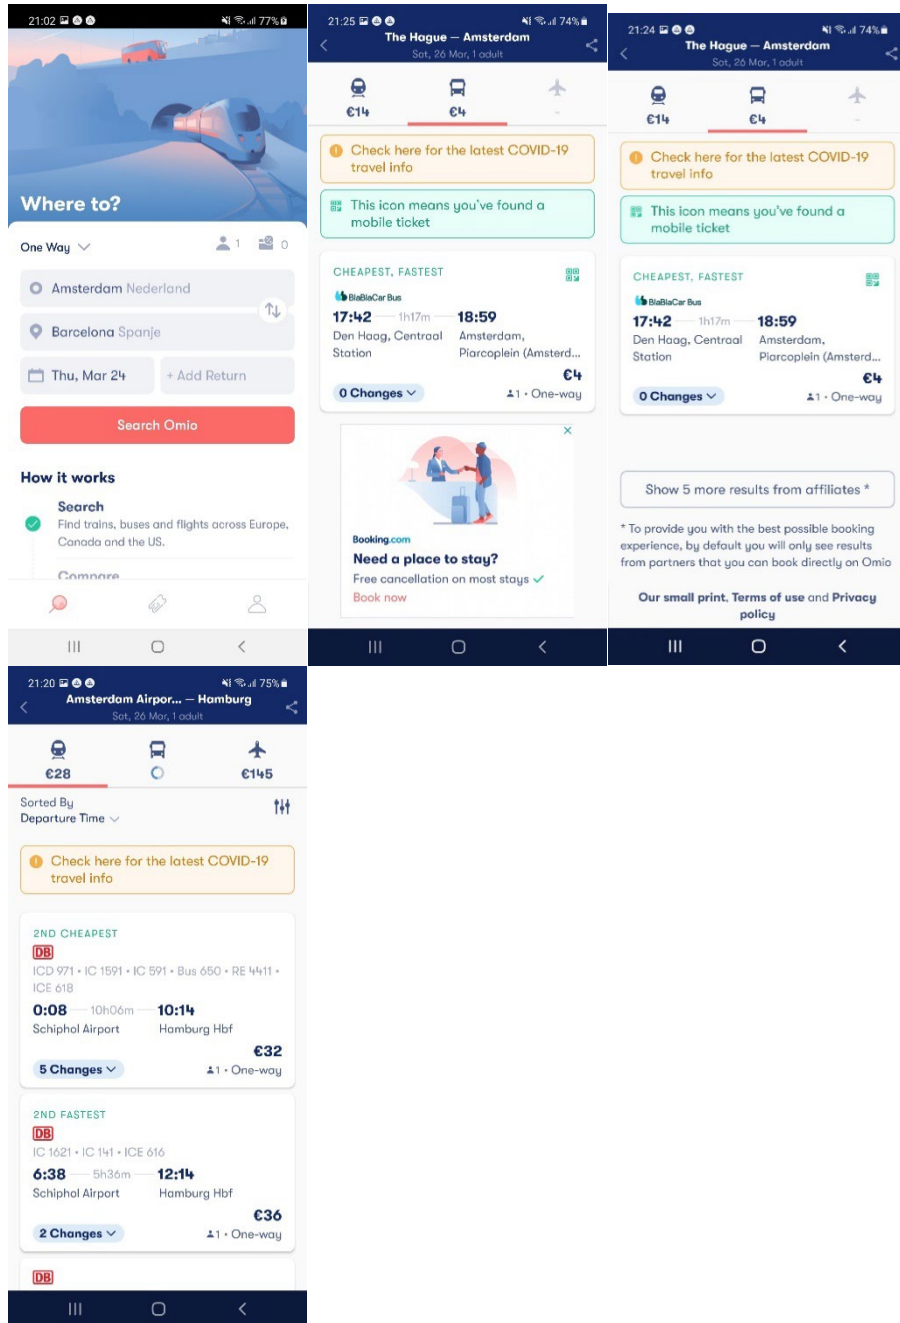 21:02 77%
Where to?
One Way 1 0
Amsterdam Nederland
Barcelona Spanje
Thu, Mar 24 + Add Return
Search Omio
How it works
Search
Find trains, buses and flights across Europe,
Canada and the US.
Compare
21:25 74%
The Hague — Amsterdam
Sat, 26 Mar, 1 adult
€14 €4 -
Check here for the latest COVID-19
travel info
This icon means you've found a
mobile ticket
CHEAPEST, FASTEST
BlaBlaCar Bus
17:42 1h17m 18:59
Den Haag, Centraal Amsterdam,
Station Piarcoplein (Amsterd...
€4
0 Changes 1 • One-way
Booking.com
Need a place to stay?
Free cancellation on most stays
Book now
21:24 74%
The Hague — Amsterdam
Sat, 26 Mar, 1 adult
€14 €4 -
Check here for the latest COVID-19
travel info
This icon means you've found a
mobile ticket
CHEAPEST, FASTEST
BlaBlaCar Bus
17:42 1h17m 18:59
Den Haag, Centraal Amsterdam,
Station Piarcoplein (Amsterd...
€4
0 Changes 1 • One-way
Show 5 more results from affiliates *
* To provide you with the best possible booking
experience, by default you will only see results
from partners that you can book directly on Omio
Our small print, Terms of use and Privacy
policy
21:20 75%
Amsterdam Airpor... — Hamburg
Sat, 26 Mar, 1 adult
€28 €145
Sorted By
Departure Time
Check here for the latest COVID-19
travel info
2ND CHEAPEST
DB
ICD 971 • IC 1591 • IC 591 • Bus 650 • RE 4411 •
ICE 618
0:08 10h06m 10:14
Schiphol Airport Hamburg Hbf
€32
5 Changes 1 • One-way
2ND FASTEST
DB
IC 1621 • IC 141 • ICE 616
6:38 5h36m 12:14
Schiphol Airport Hamburg Hbf
€36
2 Changes 1 • One-way
DB